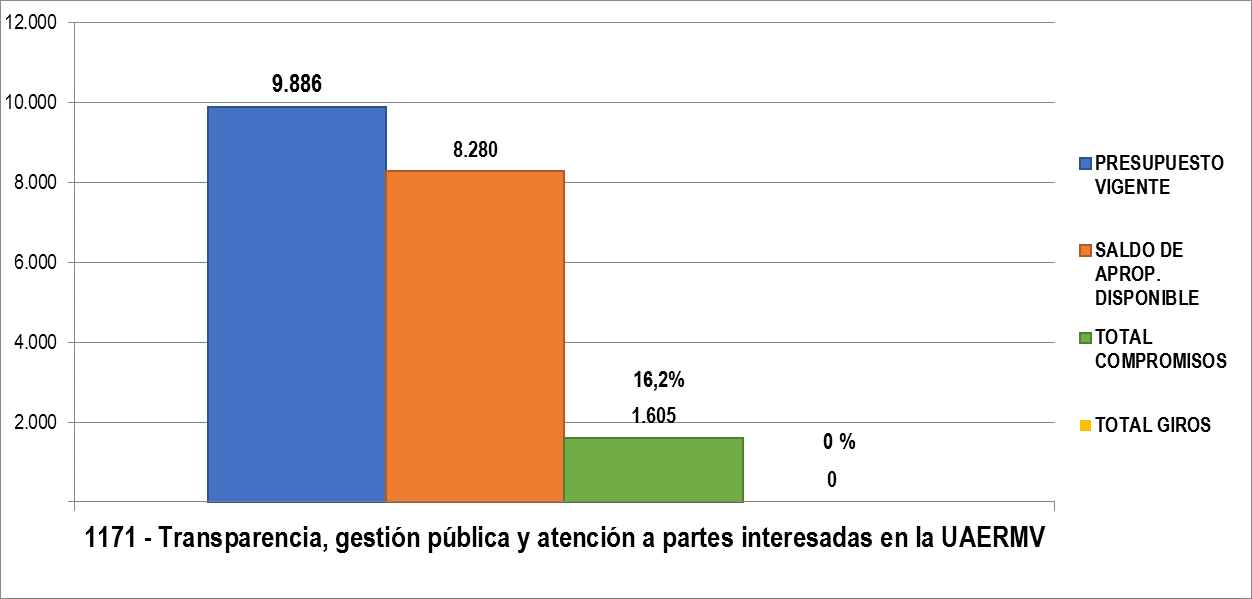 12.000
10.000
8.000
6.000
4.000
2.000
9.886
8.280
16,2%
1.605
0 %
0
PRESUPUESTO
VIGENTE
SALDO DE
APROP.
DISPONIBLE
TOTAL
COMPROMISOS
TOTAL GIROS
1171 - Transparencia, gestión pública y atención a partes interesadas en la UAERMV